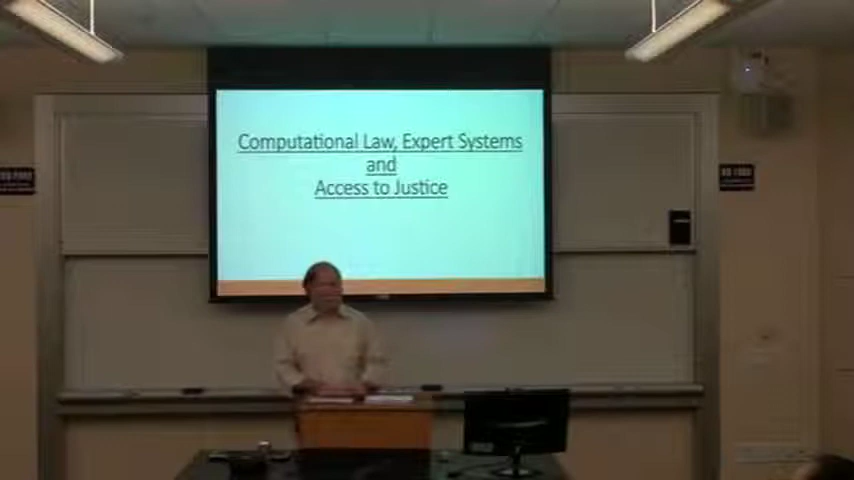 Computational Law, Expert Systems
and
Access to Justice